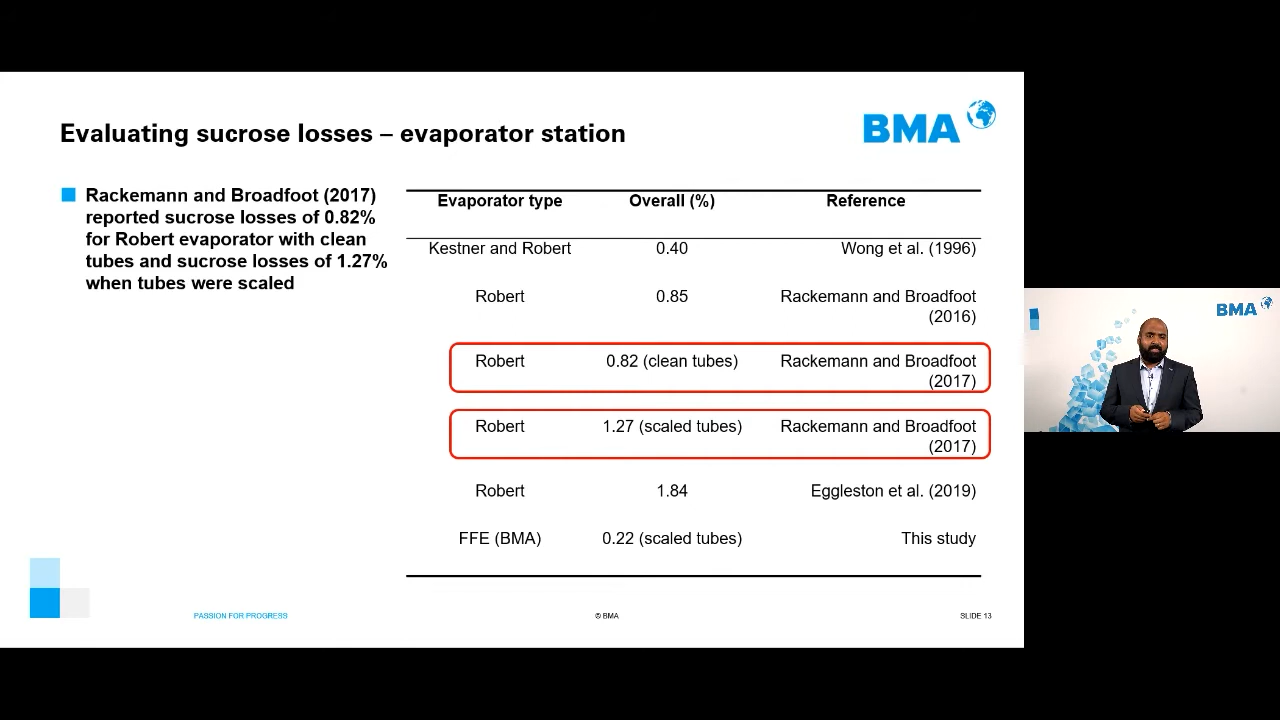 Evaluating sucrose losses – evaporator station
BMA
Rackemann and Broadfoot (2017)
reported sucrose losses of 0.82%
for Robert evaporator with clean
tubes and sucrose losses of 1.27%
when tubes were scaled
Evaporator type Overall (%) Reference
Kestner and Robert 0.40 Wong et al. (1996)
Robert 0.85 Rackemann and Broadfoot
(2016)
Robert 0.82 (clean tubes) Rackemann and Broadfoot
(2017)
Robert 1.27 (scaled tubes) Rackemann and Broadfoot
(2017)
Robert 1.84 Eggleston et al. (2019)
FFE (BMA) 0.22 (scaled tubes) This study
PASSION FOR PROGRESS © BMA SLIDE 13
BMA